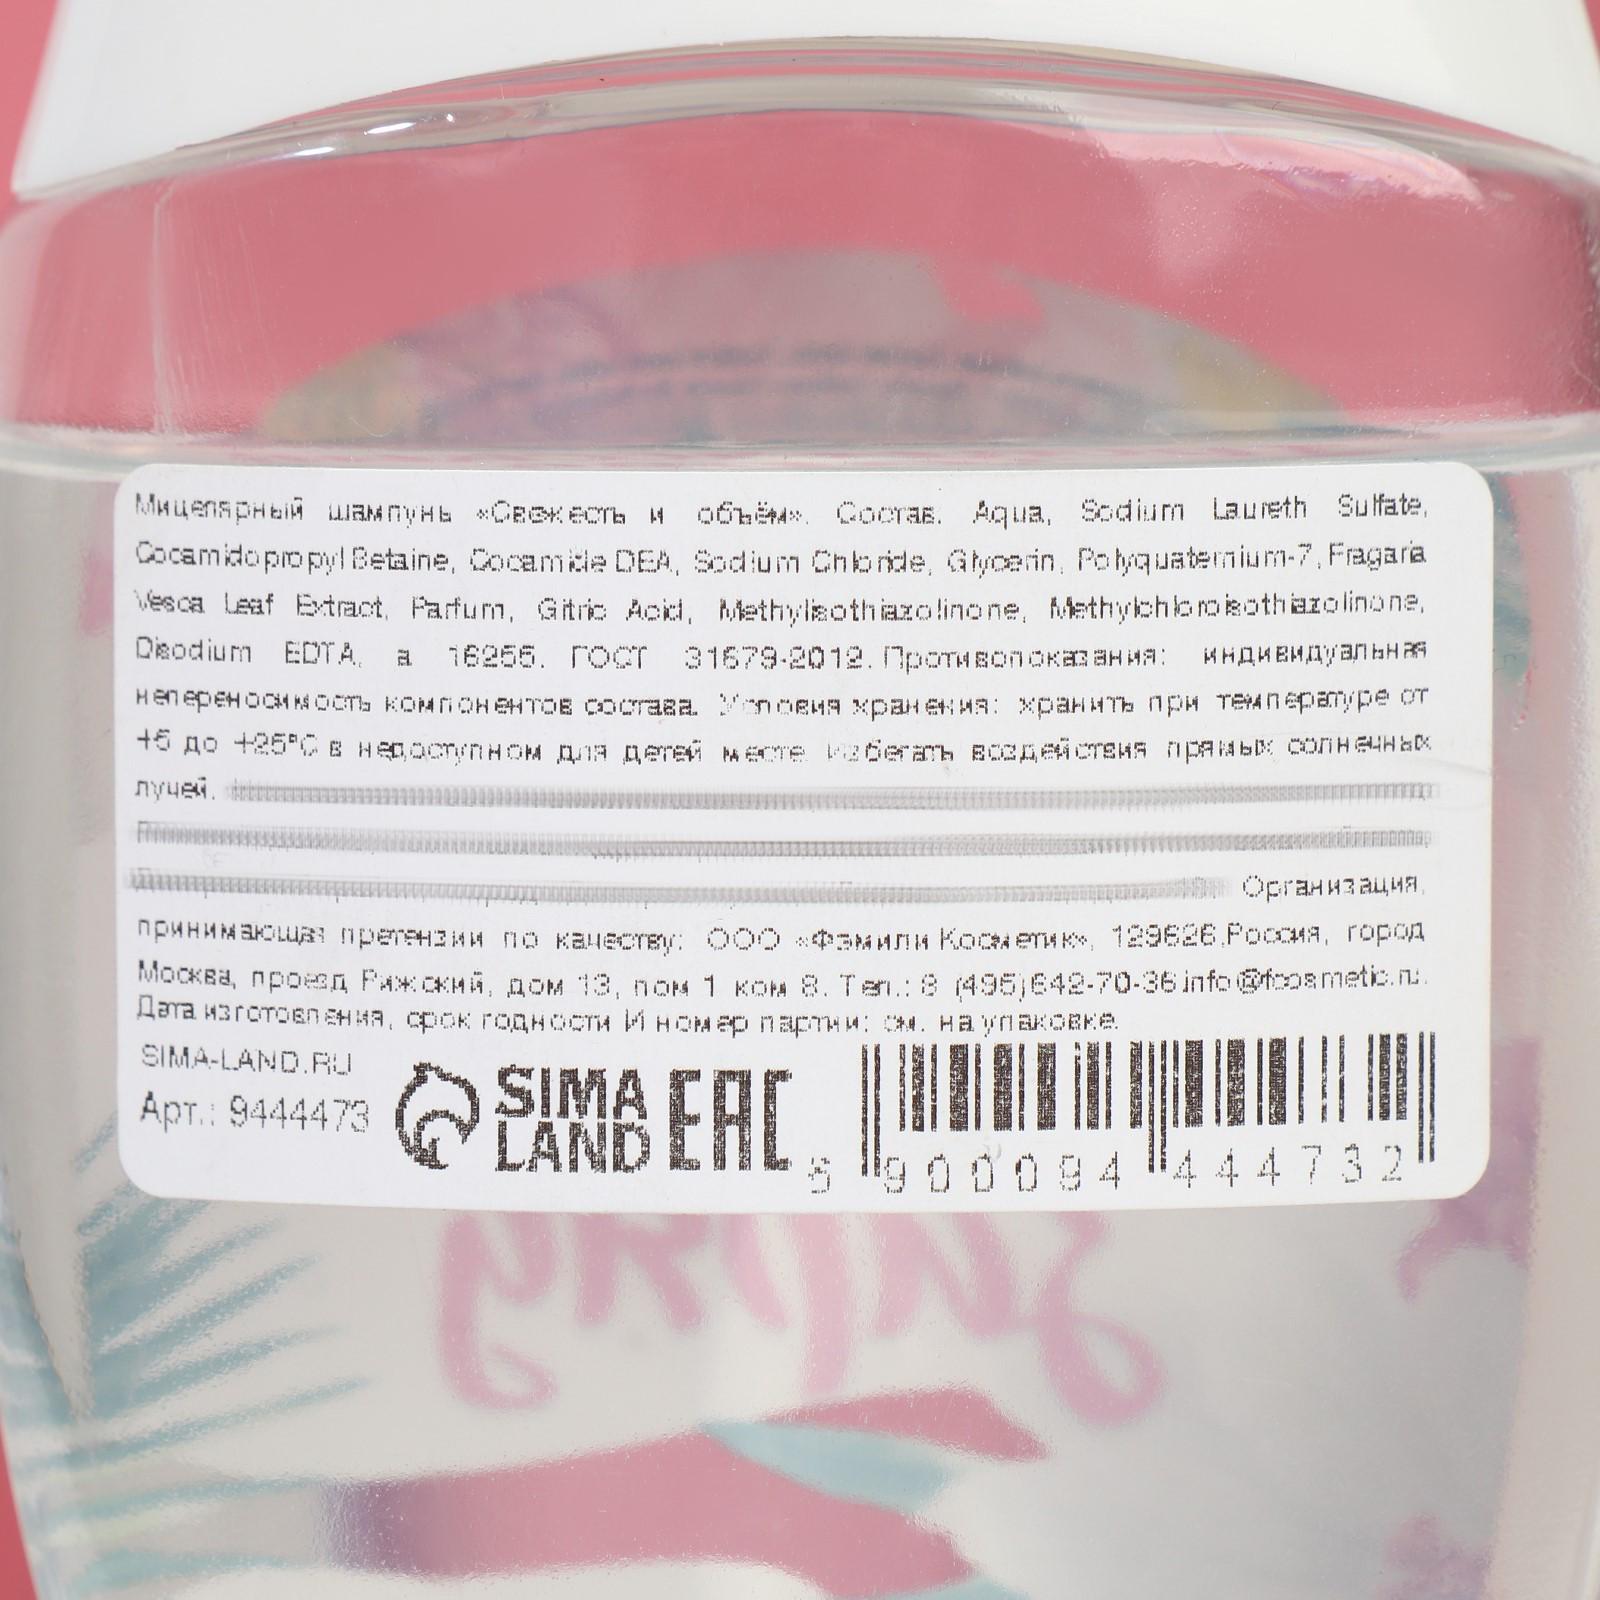 Мицеллярный шампунь «Свежесть и объём». Состав: Aqua, Sodium Laureth Sulfate,
Cocamidopropyl Betaine, Cocamide DEA, Sodium Chloride, Glycerin, Polyquaternium-7, Fragaria
Vesca Leaf Extract, Parfum, Citric Acid, Methylisothiazolinone, Methylchloroisothiazolinone,
Disodium EDTA, a 16255. ГОСТ 31679-2012. Противопоказания: индивидуальная
непереносимость компонентов состава. Условия хранения: хранить при температуре от
+5 до +25°C в недоступном для детей месте. Избегать воздействия прямых солнечных
лучей.
Организация,
принимающая претензии по качеству: ООО «Фэмили Косметик», 129626,Россия, город
Москва, проезд Рижский, дом 13, пом 1 ком 8. Тел.: 8 (495)642-70-36.info@fcosmetic.ru.
Дата изготовления, срок годности И номер партии: см. на упаковке.
SIMA-LAND.RU
Арт.: 9444473
SIMA
LAND EAC
6 900084 444732